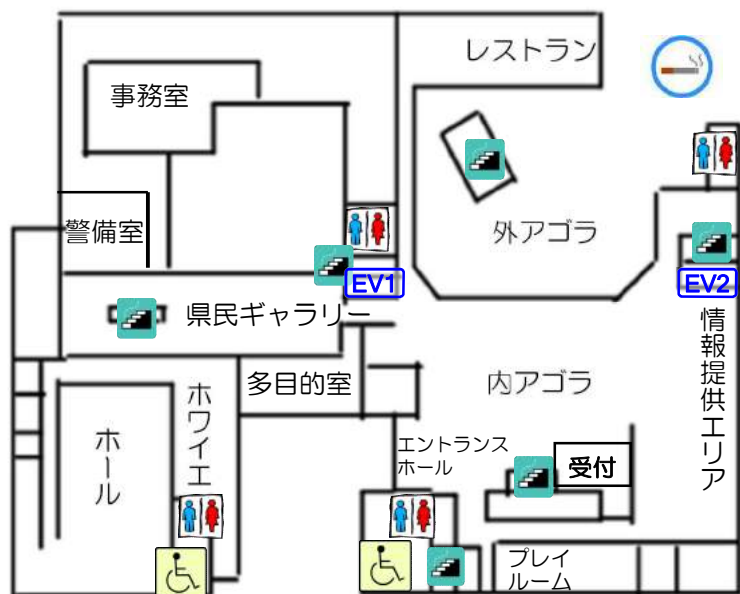 レストラン
事務室
警備室
外アゴラ
EV1
EV2
県民ギャラリー
情報提供エリア
多目的室
内アゴラ
ホワイエ
ホール
エントランス
ホール
受付
プレイ
ルーム